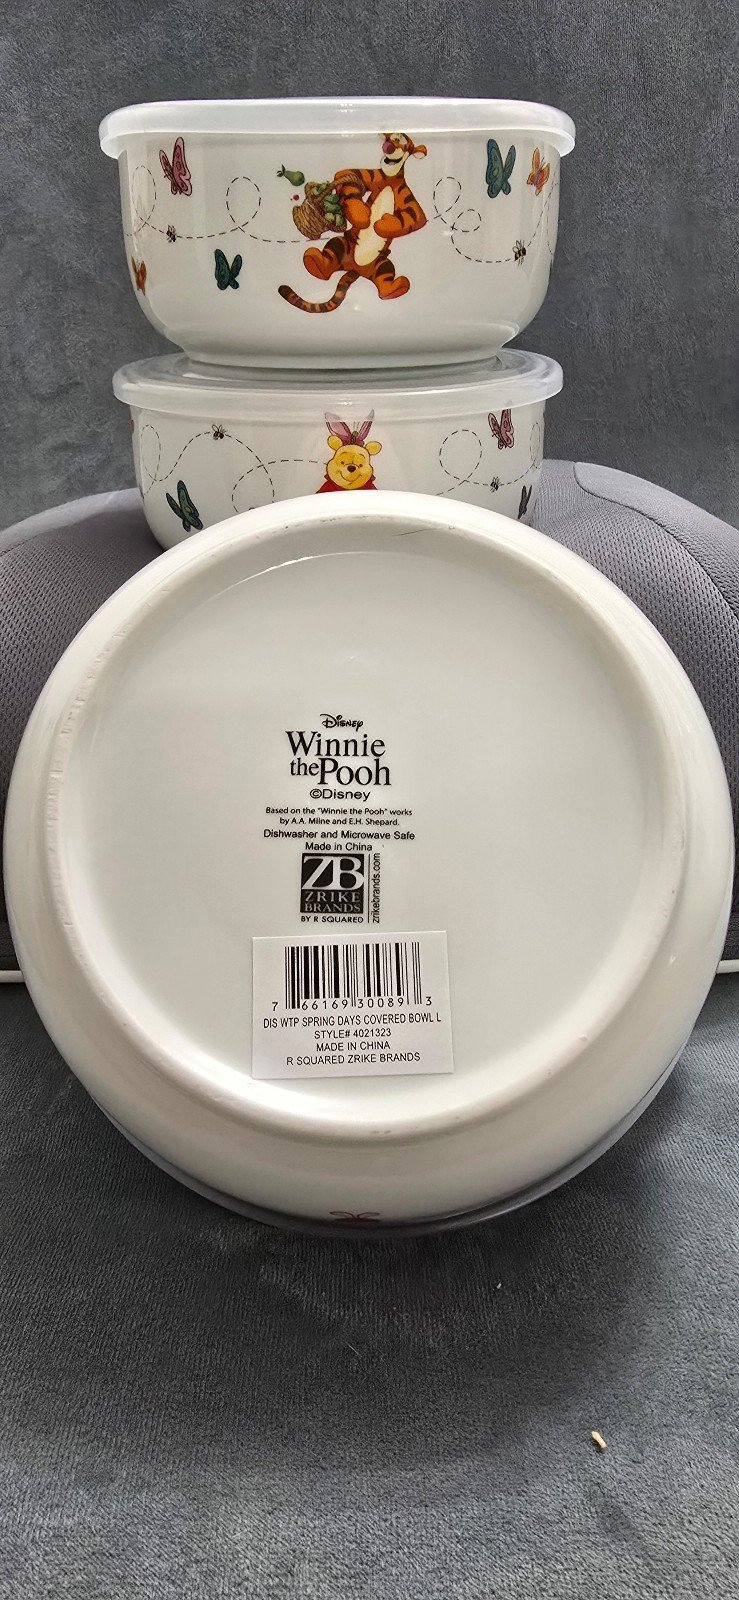 Disney
Winnie
the Pooh
©Disney
Based on the "Winnie the Pooh" works
by A.A. Milne and E.H. Shepard.
Dishwasher and Microwave Safe
Made in China
ZB
ZRIKE
BRANDS
BY R SQUARED
zrikebrands.com
7 66169 30089 3
DIS WTP SPRING DAYS COVERED BOWL L
STYLE# 4021323
MADE IN CHINA
R SQUARED ZRIKE BRANDS